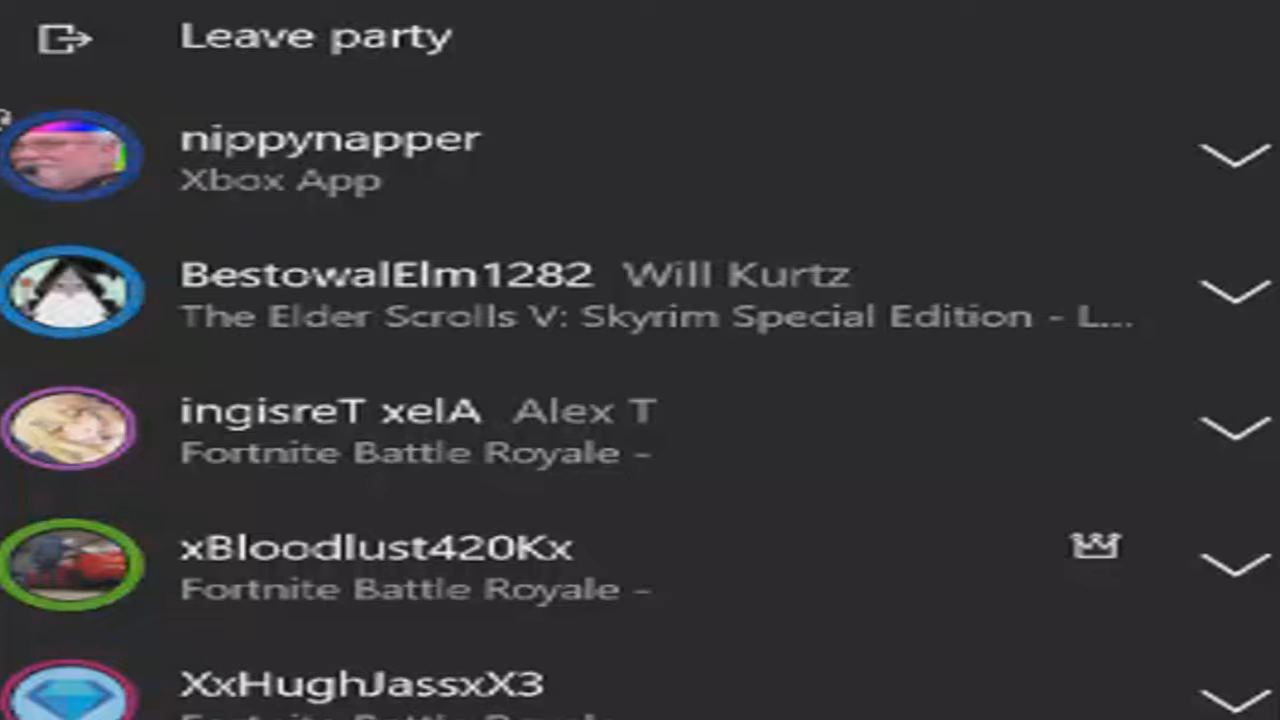 Leave party
nippynapper
Xbox App
BestowalElm1282 Will Kurtz
The Elder Scrolls V: Skyrim Special Edition - L...
ingisreT xelA Alex T
Fortnite Battle Royale -
xBloodlust420Kx
Fortnite Battle Royale -
XxHughJassxX3